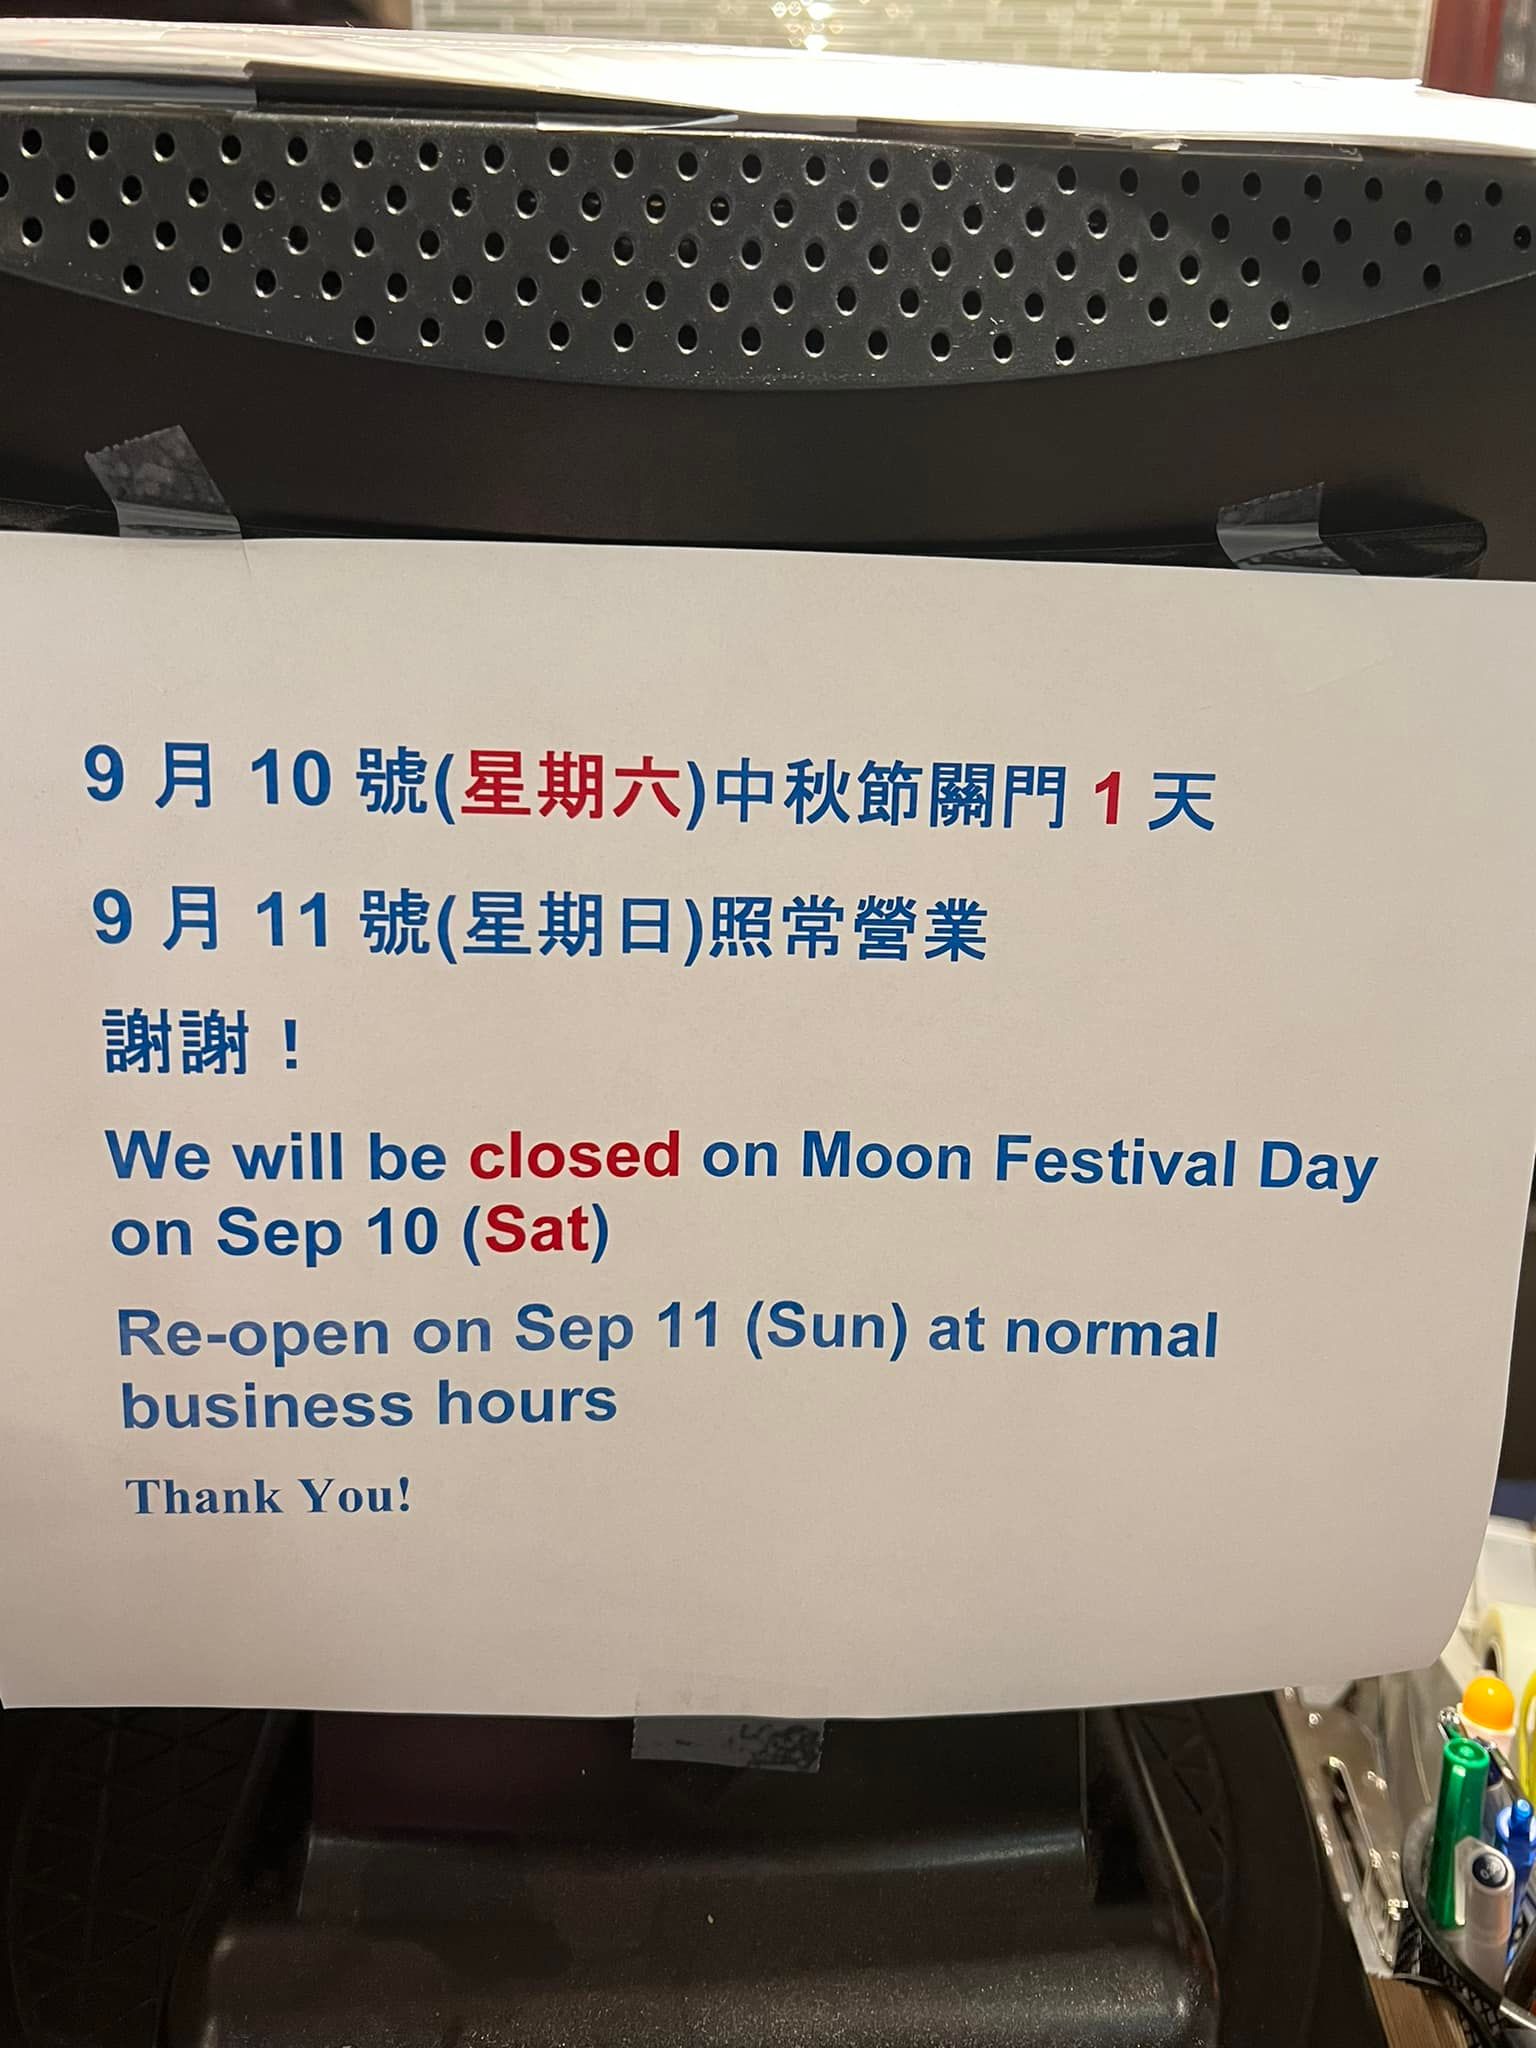 9 月 10 號(星期六)中秋節關門 1 天
9 月 11 號(星期日)照常營業
謝謝！
We will be closed on Moon Festival Day
on Sep 10 (Sat)
Re-open on Sep 11 (Sun) at normal
business hours
Thank You!